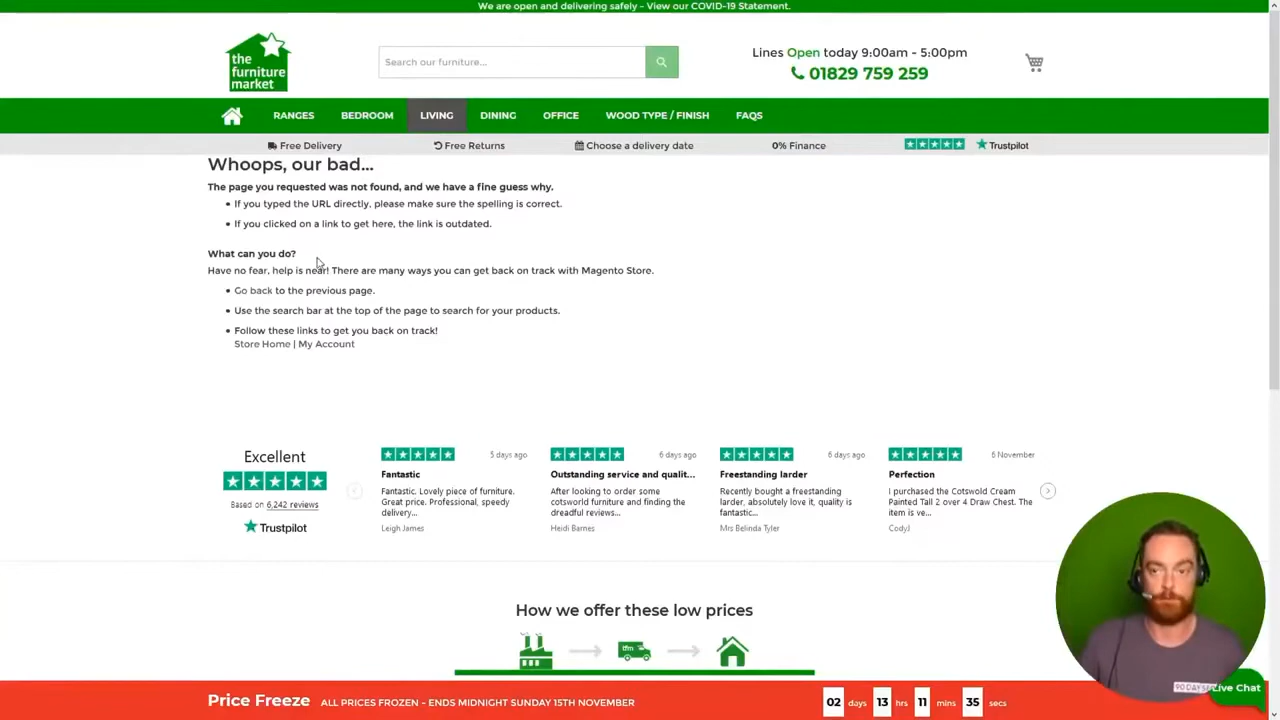 We are open and delivering safely - View our COVID-19 Statement.
the
furniture
market
Search our furniture...
Lines Open today 9:00am - 5:00pm
01829 759 259
RANGES
BEDROOM
LIVING
DINING
OFFICE
WOOD TYPE / FINISH
FAQS
Free Delivery
Free Returns
Choose a delivery date
0% Finance
Trustpilot
Whoops, our bad...
The page you requested was not found, and we have a fine guess why.
If you typed the URL directly, please make sure the spelling is correct.
If you clicked on a link to get here, the link is outdated.
What can you do?
Have no fear, help is near! There are many ways you can get back on track with Magento Store.
Go back to the previous page.
Use the search bar at the top of the page to search for your products.
Follow these links to get you back on track!
Store Home | My Account
Excellent
Based on 6,242 reviews
Trustpilot
5 days ago
Fantastic
Fantastic. Lovely piece of furniture.
Great price. Professional, speedy
delivery...
Leigh James
6 days ago
Outstanding service and qualit...
After looking to order some
cotswold furniture and finding the
dreadful reviews...
Heidi Barnes
6 days ago
Freestanding larder
Recently bought a freestanding
larder, absolutely love it, quality is
fantastic...
Mrs Belinda Tyler
6 November
Perfection
I purchased the Cotswold Cream
Painted Tall 2 over 4 Draw Chest. The
item is ve...
CodyJ
How we offer these low prices
tfm
Price Freeze
ALL PRICES FROZEN - ENDS MIDNIGHT SUNDAY 15TH NOVEMBER
02 days 13 hrs 11 mins 35 secs
90 DAYS
Live Chat